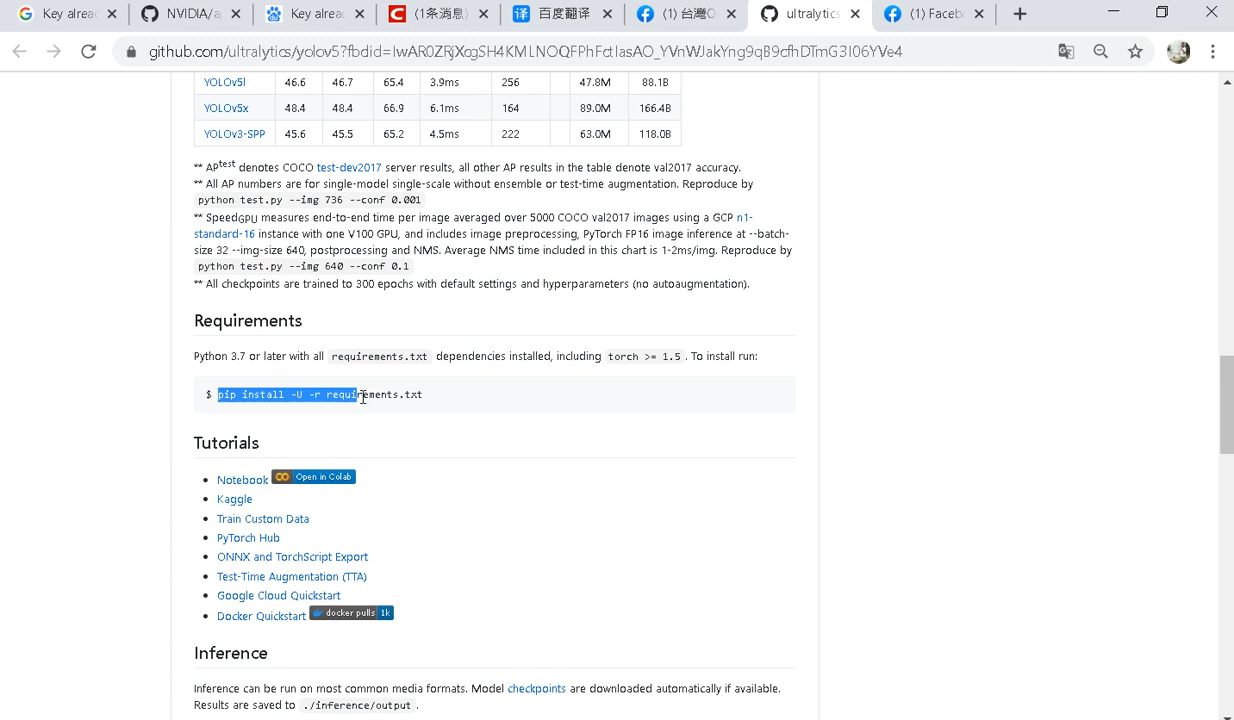 Key alreac
NVIDIA/a
Key alreac
(1条消息)
百度翻译
(1) 台灣O
ultralytics
(1) Faceb
github.com/ultralytics/yolov5?fbdid=IwAR0ZRjXcgSH4KMLNOQFPhFctIasAO_YVnWJakYng9qB9cfhDTmG3I06YVe4
YOLOv5l 46.6 46.7 65.4 3.9ms 256 47.8M 88.1B
YOLOv5x 48.4 48.4 66.9 6.1ms 164 89.0M 166.4B
YOLOv3-SPP 45.6 45.5 65.2 4.5ms 222 63.0M 118.0B
** APtest denotes COCO test-dev2017 server results, all other AP results in the table denote val2017 accuracy.
** All AP numbers are for single-model single-scale without ensemble or test-time augmentation. Reproduce by
python test.py --img 736 --conf 0.001
** SpeedGPU measures end-to-end time per image averaged over 5000 COCO val2017 images using a GCP n1-
standard-16 instance with one V100 GPU, and includes image preprocessing, PyTorch FP16 image inference at --batch-
size 32 --img-size 640, postprocessing and NMS. Average NMS time included in this chart is 1-2ms/img. Reproduce by
python test.py --img 640 --conf 0.1
** All checkpoints are trained to 300 epochs with default settings and hyperparameters (no autoaugmentation).
Requirements
Python 3.7 or later with all requirements.txt dependencies installed, including torch >= 1.5. To install run:
$ pip install -U -r requirements.txt
Tutorials
Notebook Open in Colab
Kaggle
Train Custom Data
PyTorch Hub
ONNX and TorchScript Export
Test-Time Augmentation (TTA)
Google Cloud Quickstart
Docker Quickstart docker pulls 1k
Inference
Inference can be run on most common media formats. Model checkpoints are downloaded automatically if available.
Results are saved to ./inference/output.